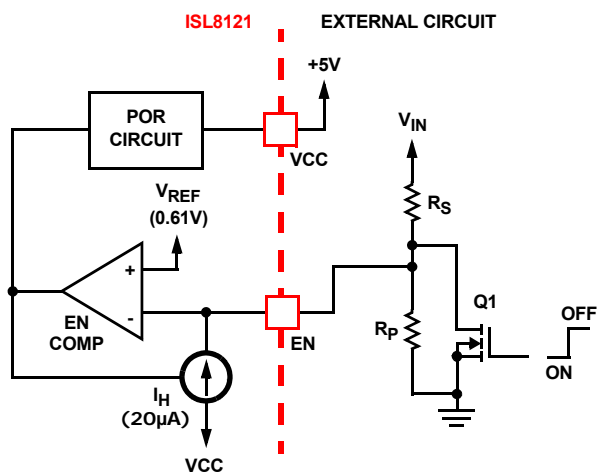 ISL8121
EXTERNAL CIRCUIT
+5V
POR
CIRCUIT
VCC
VIN
RS
VREF
(0.61V)
+
-
EN
COMP
EN
RP
Q1
OFF
ON
IH
(20µA)
VCC